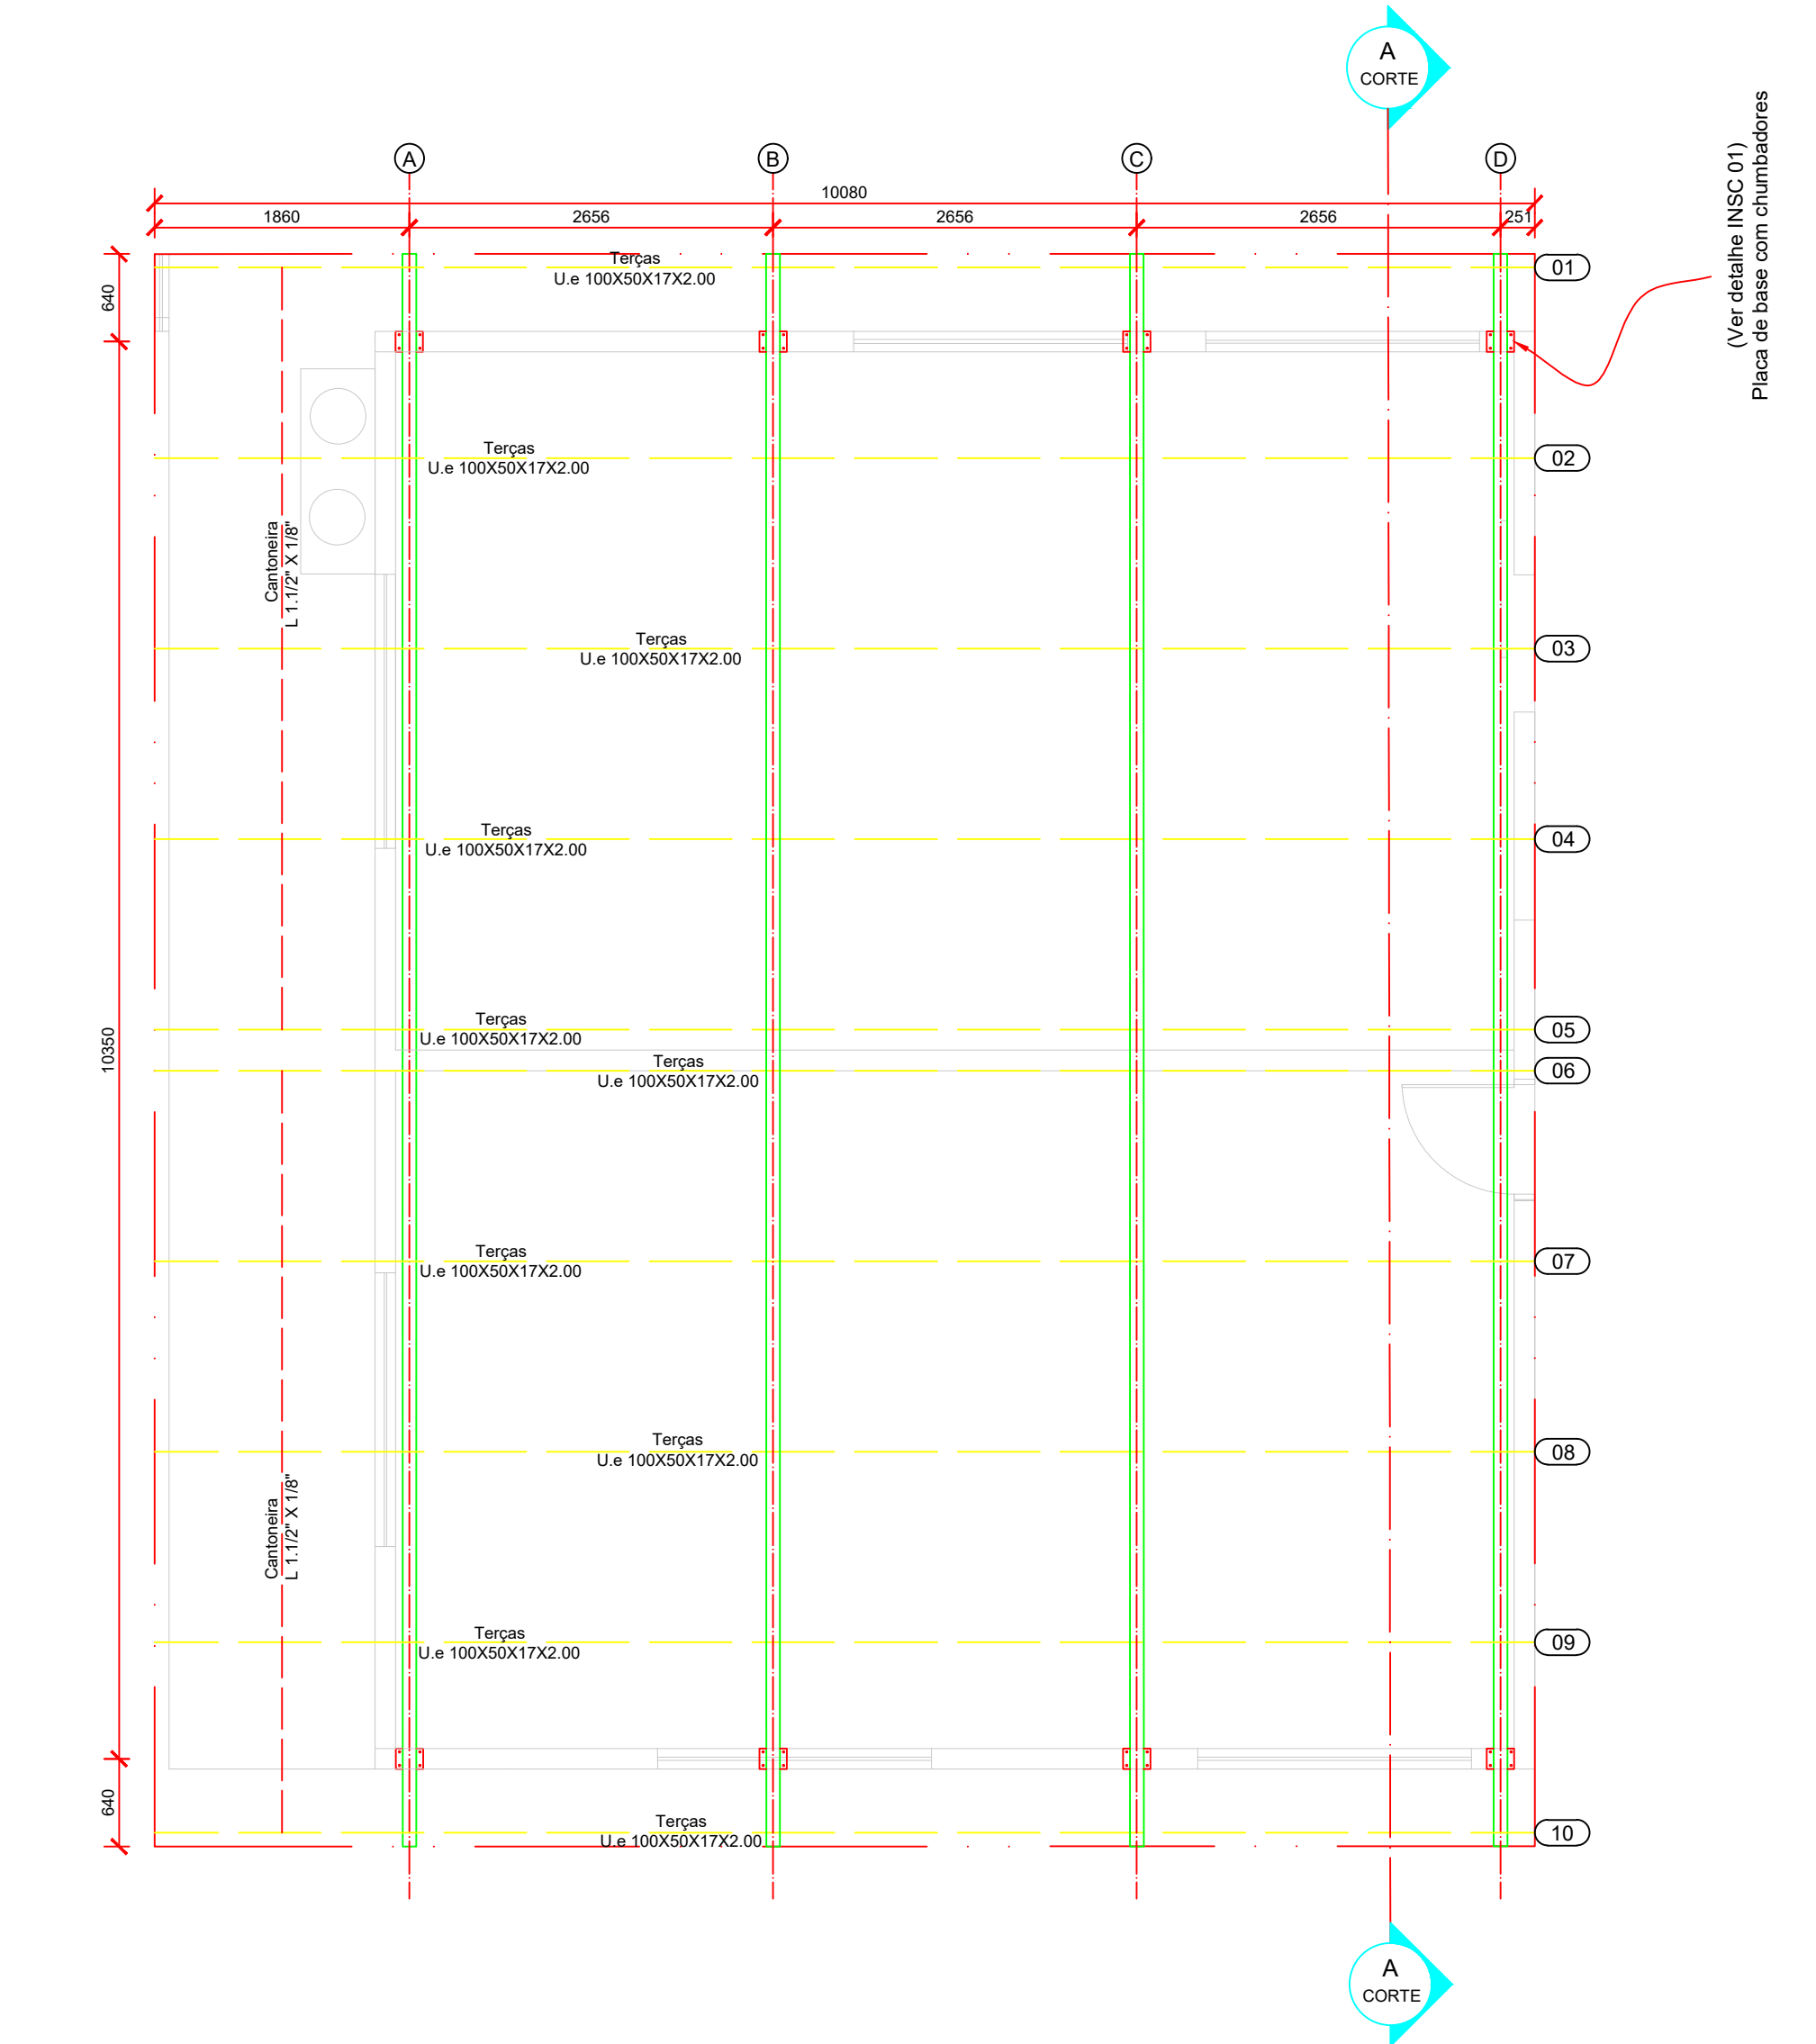 A
CORTE
(Ver detalhe INSC 01)
Placa de base com chumbadores
A
B
C
D
10080
1860
2656
2656
2656
251
640
Terças
U.e 100X50X17X2.00
01
Terças
U.e 100X50X17X2.00
02
Cantoneira
L 1.1/2" X 1/8"
Terças
U.e 100X50X17X2.00
03
Terças
U.e 100X50X17X2.00
04
10350
Terças
U.e 100X50X17X2.00
05
Terças
U.e 100X50X17X2.00
06
Terças
U.e 100X50X17X2.00
07
Terças
U.e 100X50X17X2.00
08
Cantoneira
L 1.1/2" X 1/8"
Terças
U.e 100X50X17X2.00
09
640
Terças
U.e 100X50X17X2.00
10
A
CORTE